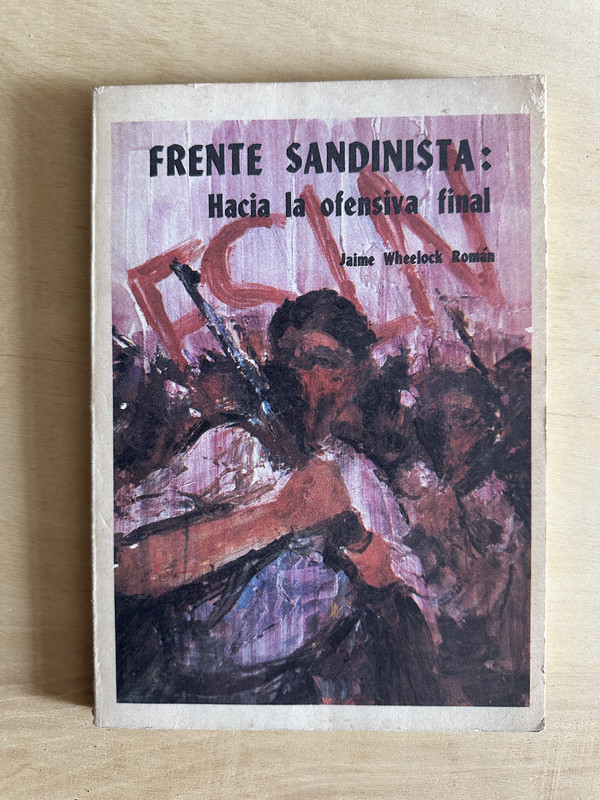 FRENTE SANDINISTA:
Hacia la ofensiva final
Jaime Wheelock Román
FSLN